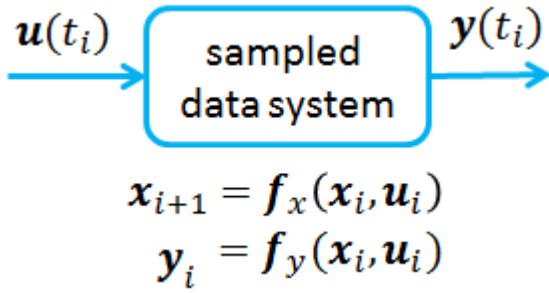 u(t_i)
y(t_i)
sampled
data system
x_{i+1} = f_x(x_i, u_i)
y_i = f_y(x_i, u_i)